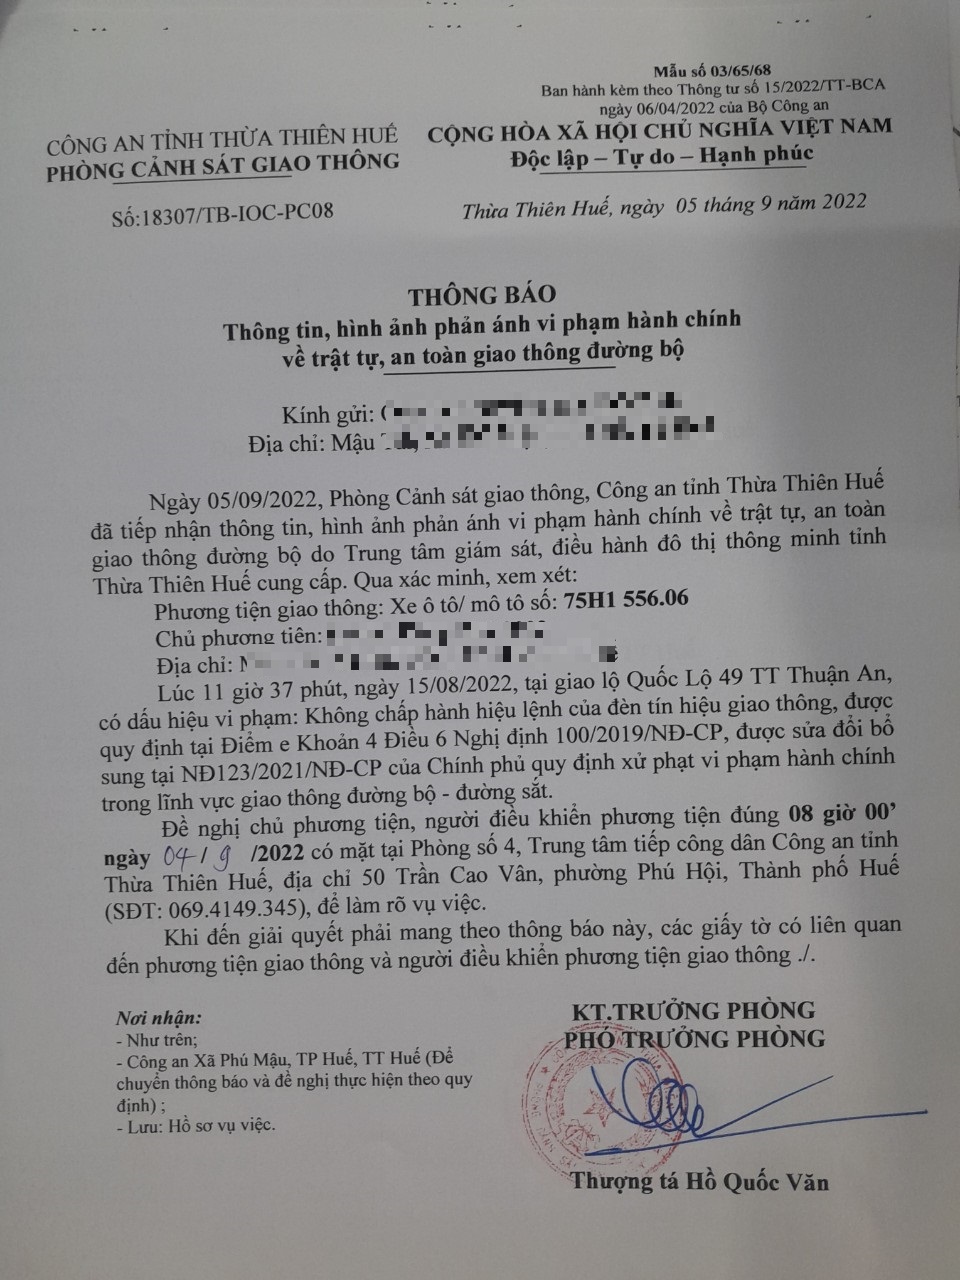 Mẫu số 03/65/68
Ban hành kèm theo Thông tư số 15/2022/TT-BCA
ngày 06/04/2022 của Bộ Công an
CÔNG AN TỈNH THỪA THIÊN HUẾ
PHÒNG CẢNH SÁT GIAO THÔNG
CỘNG HÒA XÃ HỘI CHỦ NGHĨA VIỆT NAM
Độc lập – Tự do – Hạnh phúc
Số:18307/TB-IOC-PC08
Thừa Thiên Huế, ngày 05 tháng 9 năm 2022
THÔNG BÁO
Thông tin, hình ảnh phản ánh vi phạm hành chính
về trật tự, an toàn giao thông đường bộ
Kính gửi:
Địa chỉ: Mậu
Ngày 05/09/2022, Phòng Cảnh sát giao thông, Công an tỉnh Thừa Thiên Huế
đã tiếp nhận thông tin, hình ảnh phản ánh vi phạm hành chính về trật tự, an toàn
giao thông đường bộ do Trung tâm giám sát, điều hành đô thị thông minh tỉnh
Thừa Thiên Huế cung cấp. Qua xác minh, xem xét:
Phương tiện giao thông: Xe ô tô/ mô tô số: 75H1 556.06
Chủ phương tiên:
Địa chỉ:
Lúc 11 giờ 37 phút, ngày 15/08/2022, tại giao lộ Quốc Lộ 49 TT Thuận An,
có dấu hiệu vi phạm: Không chấp hành hiệu lệnh của đèn tín hiệu giao thông, được
quy định tại Điểm e Khoản 4 Điều 6 Nghị định 100/2019/NĐ-CP, được sửa đổi bổ
sung tại NĐ123/2021/NĐ-CP của Chính phủ quy định xử phạt vi phạm hành chính
trong lĩnh vực giao thông đường bộ - đường sắt.
Đề nghị chủ phương tiện, người điều khiển phương tiện đúng 08 giờ 00’
ngày 04/ 9 /2022 có mặt tại Phòng số 4, Trung tâm tiếp công dân Công an tỉnh
Thừa Thiên Huế, địa chỉ 50 Trần Cao Vân, phường Phú Hội, Thành phố Huế
(SĐT: 069.4149.345), để làm rõ vụ việc.
Khi đến giải quyết phải mang theo thông báo này, các giấy tờ có liên quan
đến phương tiện giao thông và người điều khiển phương tiện giao thông ./.
Nơi nhận:
- Như trên;
- Công an Xã Phú Mậu, TP Huế, TT Huế (Để
chuyển thông báo và đề nghị thực hiện theo quy
định) ;
- Lưu: Hồ sơ vụ việc.
KT.TRƯỞNG PHÒNG
PHÓ TRƯỞNG PHÒNG
Thượng tá Hồ Quốc Văn